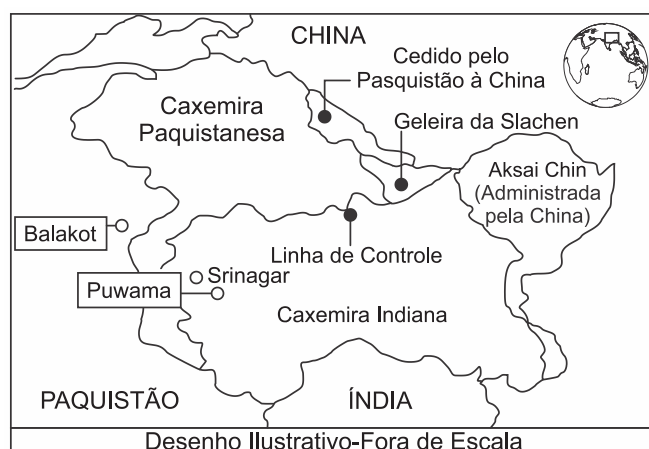 CHINA
Cedido pelo
Pasquistão à China
Caxemira
Paquistanesa
Geleira da Slachen
Aksai Chin
(Administrada
pela China)
Balakot
Linha de Controle
Srinagar
Puwama
Caxemira Indiana
PAQUISTÃO
ÍNDIA
Desenho Ilustrativo-Fora de Escala